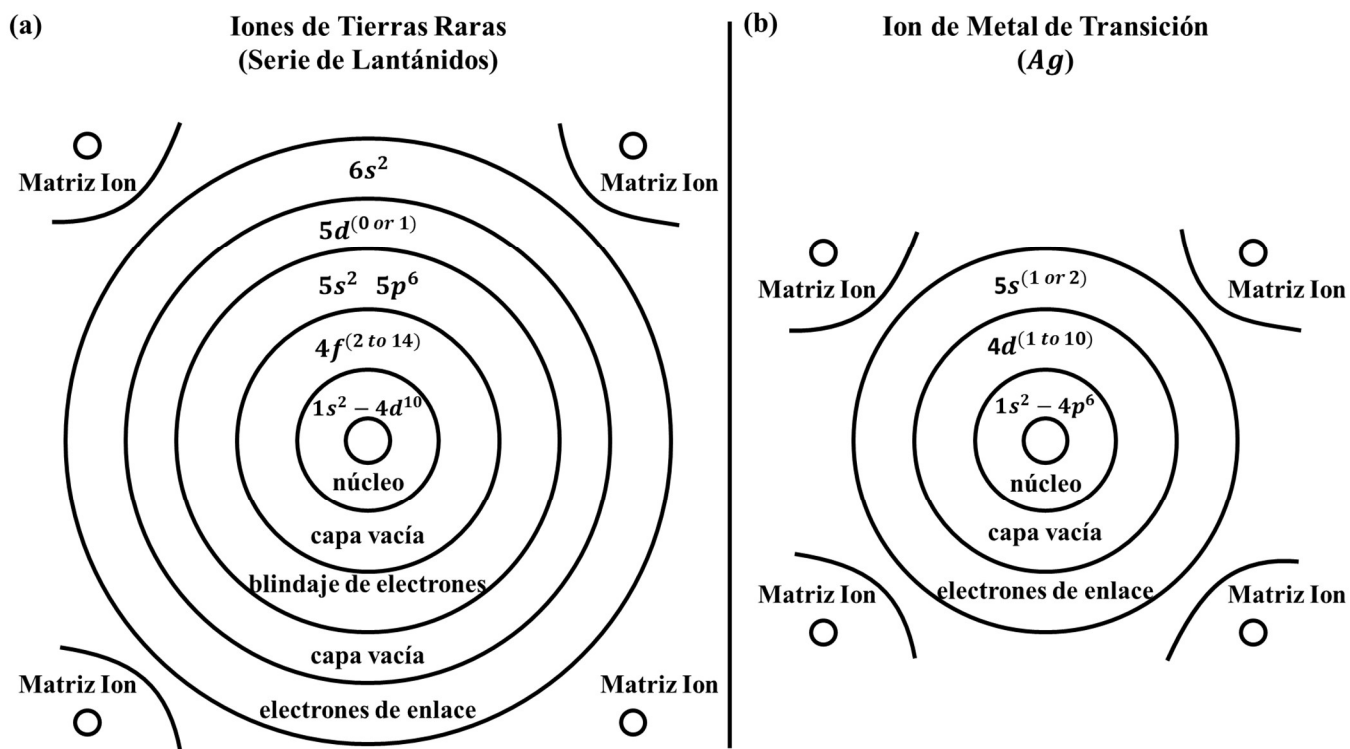 (a)
Iones de Tierras Raras
(Serie de Lantánidos)
Matriz Ion
Matriz Ion
6s²
5d⁽⁰ ᵒʳ ¹⁾
5s² 5p⁶
4f⁽² ᵗᵒ ¹⁴⁾
1s² − 4d¹⁰
núcleo
capa vacía
blindaje de electrones
capa vacía
Matriz Ion
Matriz Ion
electrones de enlace
(b)
Ion de Metal de Transición
(Ag)
Matriz Ion
Matriz Ion
5s⁽¹ ᵒʳ ²⁾
4d⁽¹ ᵗᵒ ¹⁰⁾
1s² − 4p⁶
núcleo
capa vacía
electrones de enlace
Matriz Ion
Matriz Ion